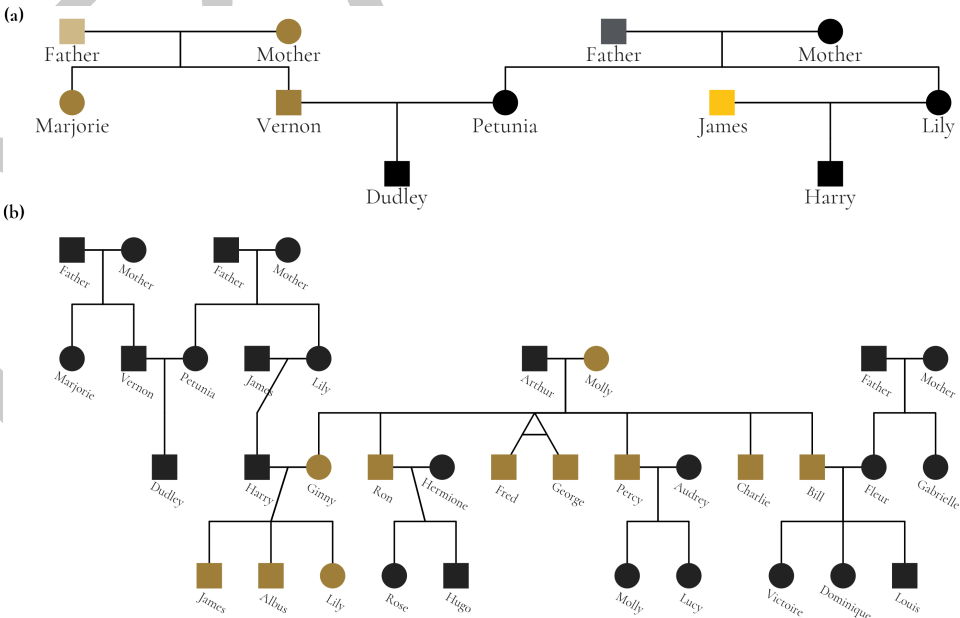 (a)
Father Mother Father Mother
Marjorie Vernon Petunia James Lily
Dudley Harry
(b)
Father Mother Father Mother
Marjorie Vernon Petunia James Lily Arthur Molly Father Mother
Dudley Harry Ginny Ron Hermione Fred George Percy Audrey Charlie Bill Fleur Gabrielle
James Albus Lily Rose Hugo Molly Lucy Victoire Dominique Louis